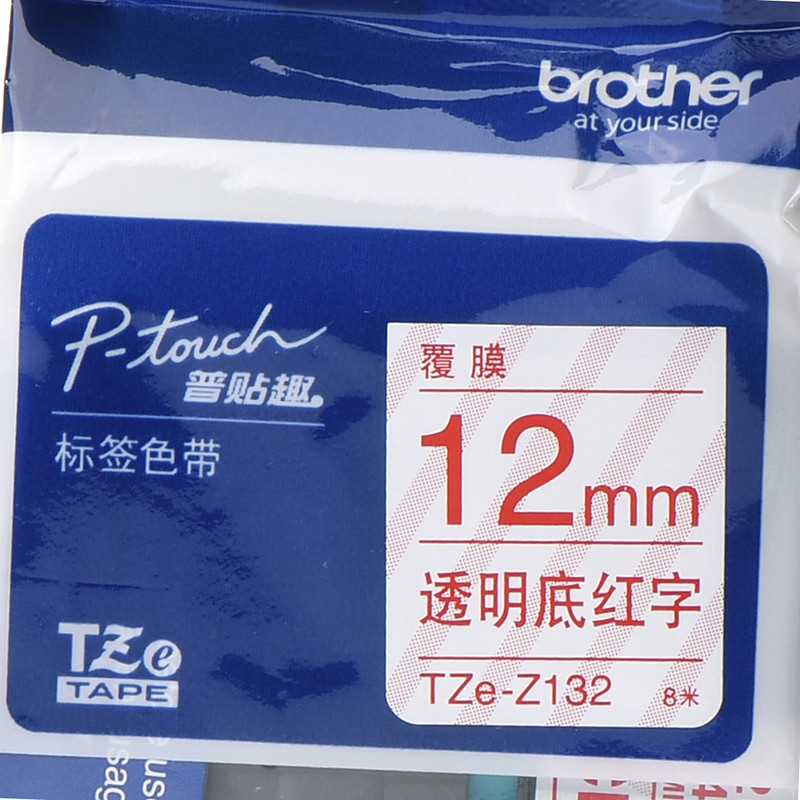 brother
at your side
P-touch
普贴趣。
标签色带
覆膜
12mm
透明底红字
TZe-Z132 8米
TZe
TAPE